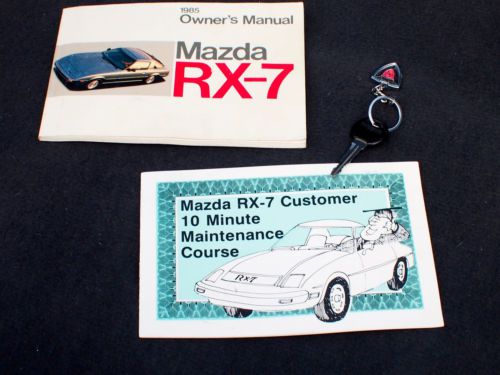 1985
Owner's Manual
Mazda
RX-7
Mazda RX-7 Customer
10 Minute
Maintenance
Course
RX7